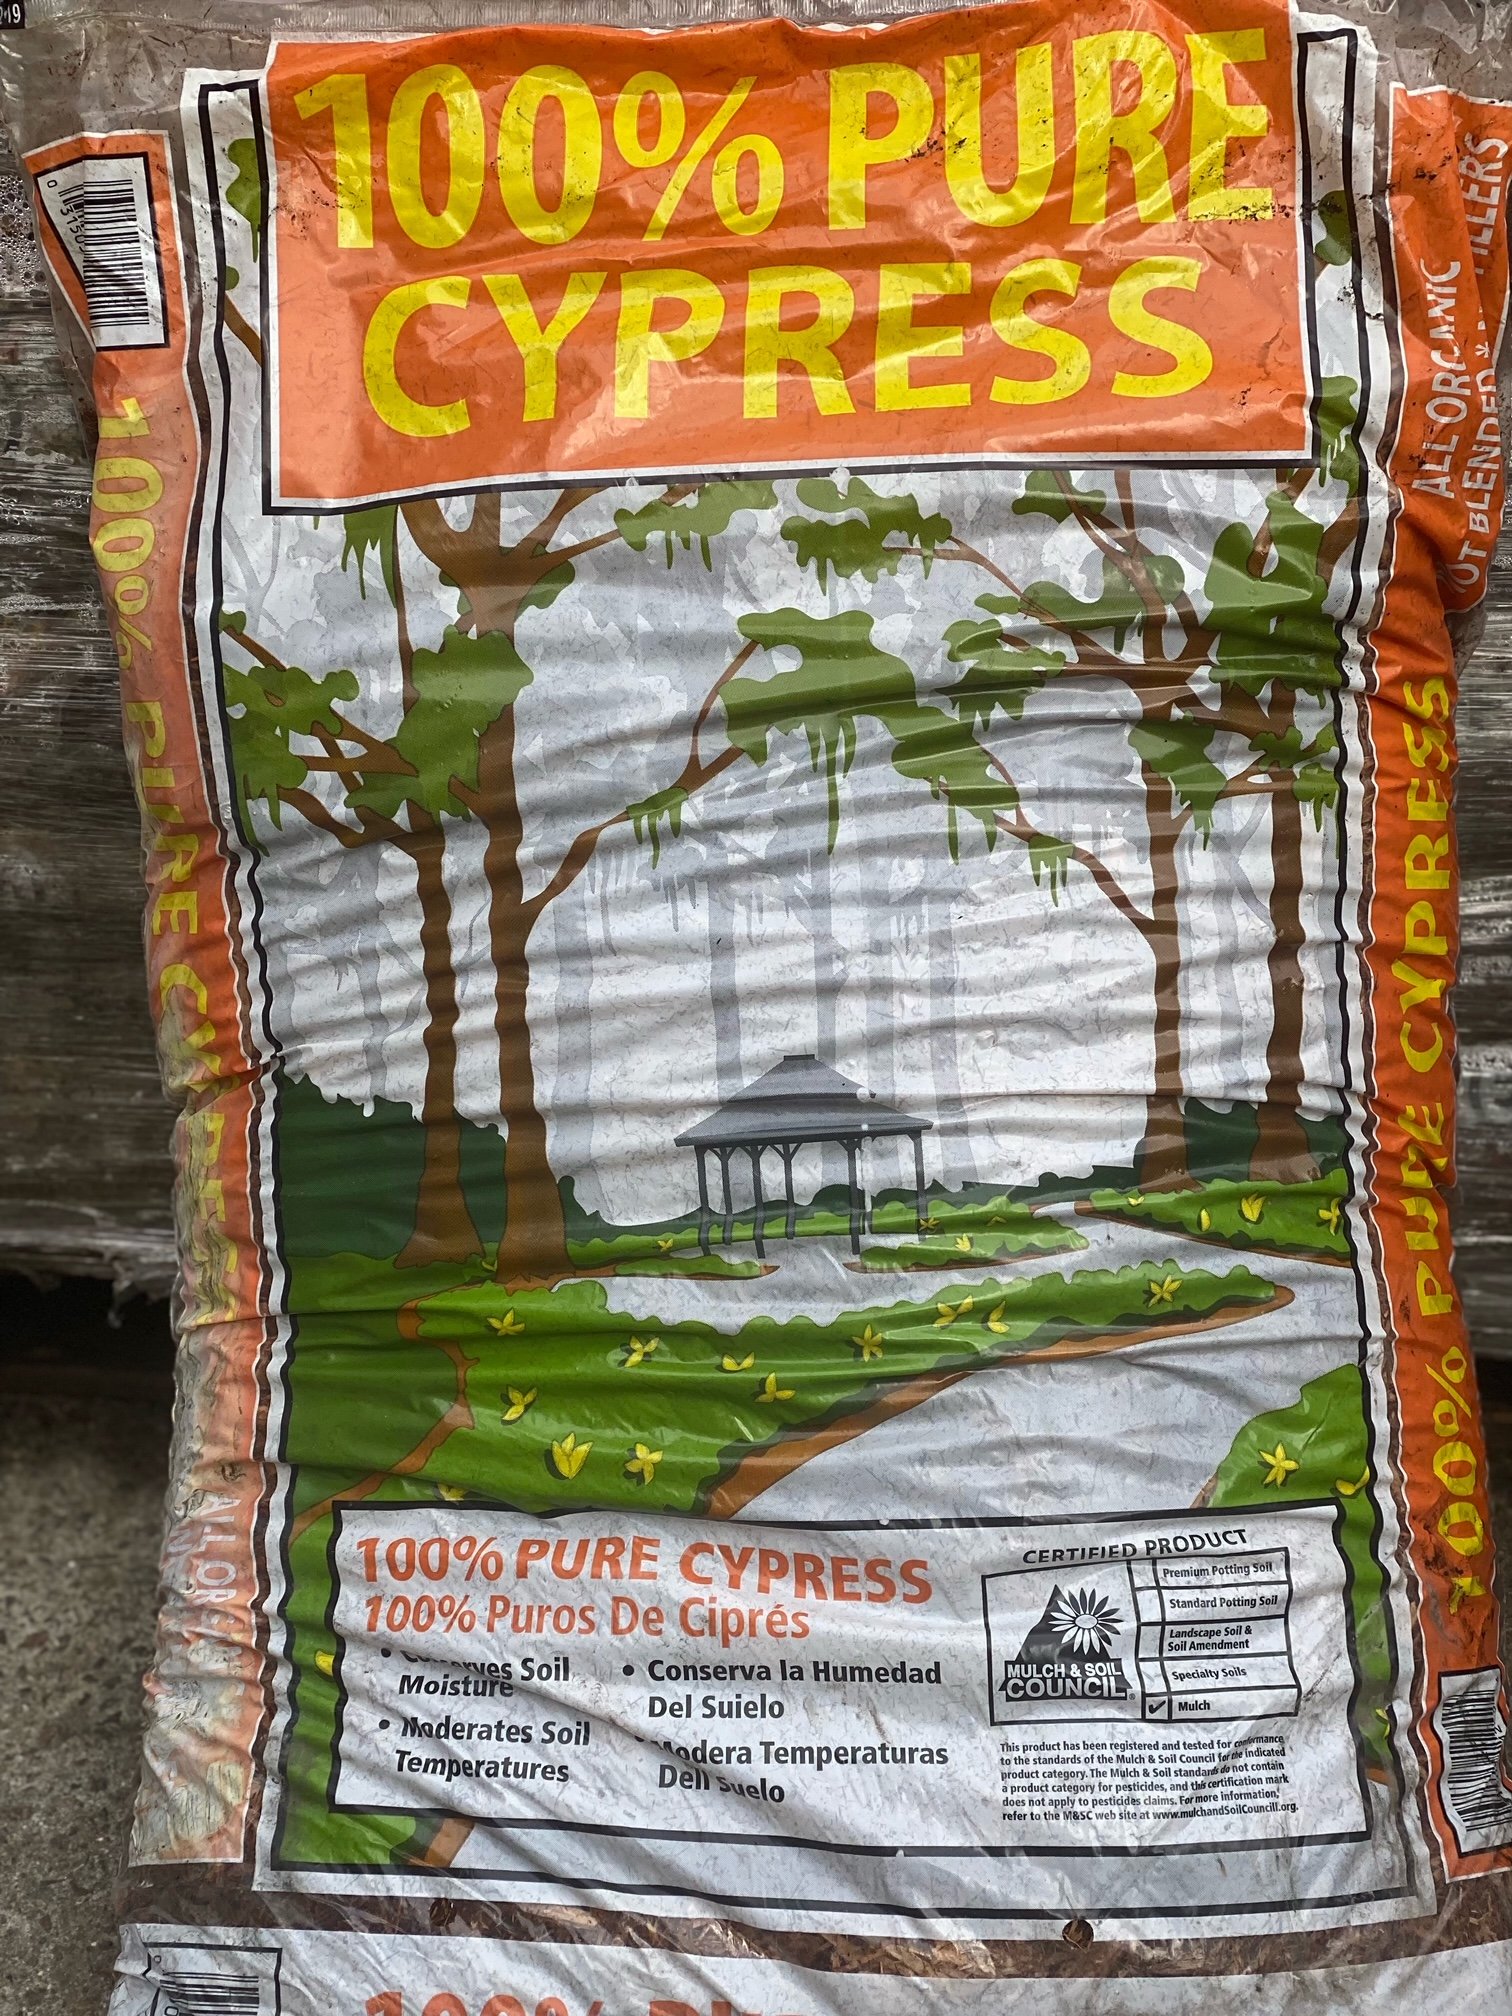 219
100% PURE
CYPRESS
100% PURE CYPRESS
ALL ORGANIC
BLENDED
FILLERS
100% PURE CYPRESS
100% PURE CYPRESS
100% Puros De Ciprés
• Conserves Soil
Moisture
• Moderates Soil
Temperatures
• Conserva la Humedad
Del Suielo
• Modera Temperaturas
Dell Suelo
CERTIFIED PRODUCT
MULCH & SOIL
COUNCIL®
Premium Potting Soil
Standard Potting Soil
Landscape Soil &
Soil Amendment
Specialty Soils
✓ Mulch
This product has been registered and tested for conformance
to the standards of the Mulch & Soil Council for the indicated
product category. The Mulch & Soil standards do not contain
a product category for pesticides, and this certification mark
does not apply to pesticides claims. For more information,
refer to the M&SC web site at www.mulchandSoilCouncill.org.
100%